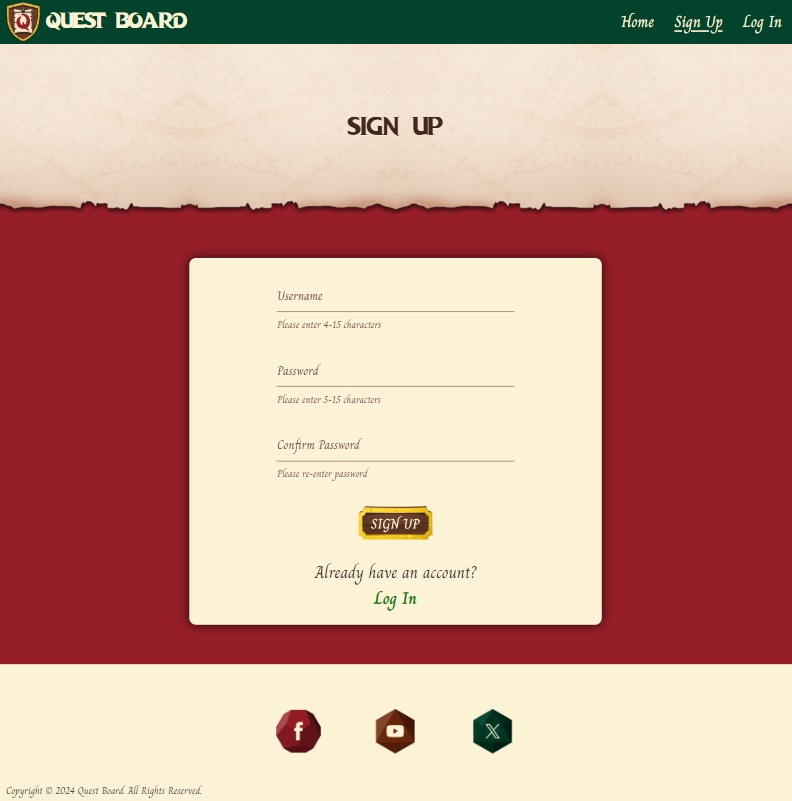 QUEST BOARD
Home Sign Up Log In
SIGN UP
Username
Please enter 4-15 characters
Password
Please enter 5-15 characters
Confirm Password
Please re-enter password
SIGN UP
Already have an account?
Log In
Copyright © 2024 Quest Board. All Rights Reserved.